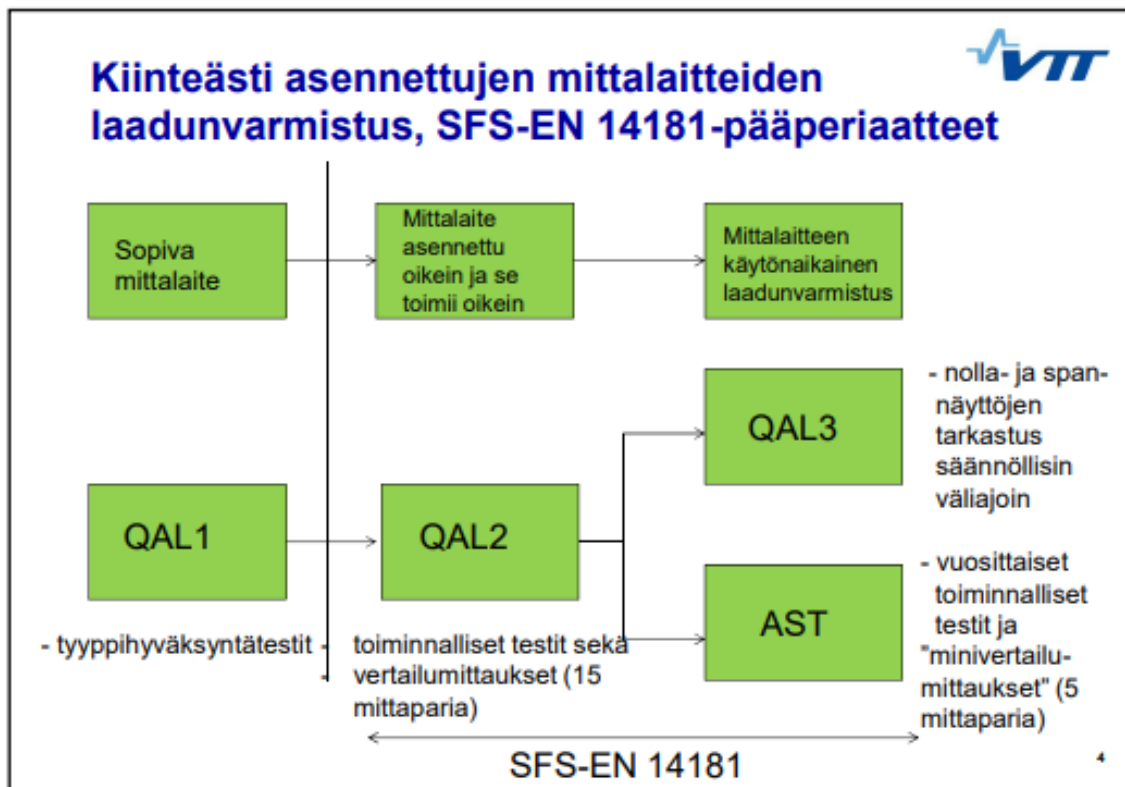 VTT
Kiinteästi asennettujen mittalaitteiden
laadunvarmistus, SFS-EN 14181-pääperiaatteet
Sopiva
mittalaite
Mittalaite
asennettu
oikein ja se
toimii oikein
Mittalaitteen
käytönaikainen
laadunvarmistus
QAL1
- tyyppihyväksyntätestit
QAL2
- toiminnalliset testit sekä
- vertailumittaukset (15
mittaparia)
QAL3
- nolla- ja span-
näyttöjen
tarkastus
säännöllisin
väliajoin
AST
- vuosittaiset
toiminnalliset
testit ja
"minivertailu-
mittaukset" (5
mittaparia)
SFS-EN 14181
4